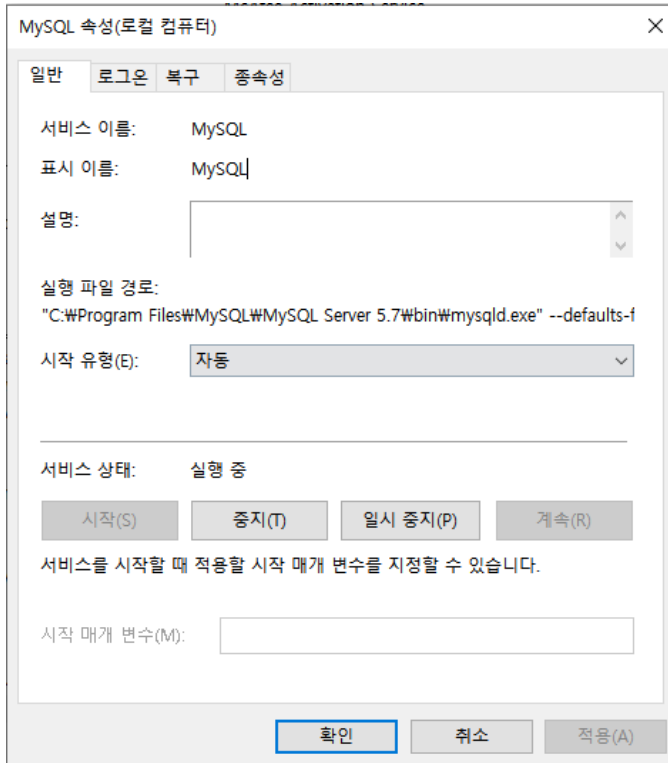 MySQL 속성(로컬 컴퓨터)
일반 로그온 복구 종속성
서비스 이름: MySQL
표시 이름: MySQL
설명:
실행 파일 경로:
"C:₩Program Files₩MySQL₩MySQL Server 5.7₩bin₩mysqld.exe" --defaults-f
시작 유형(E): 자동
서비스 상태: 실행 중
시작(S) 중지(T) 일시 중지(P) 계속(R)
서비스를 시작할 때 적용할 시작 매개 변수를 지정할 수 있습니다.
시작 매개 변수(M):
확인 취소 적용(A)